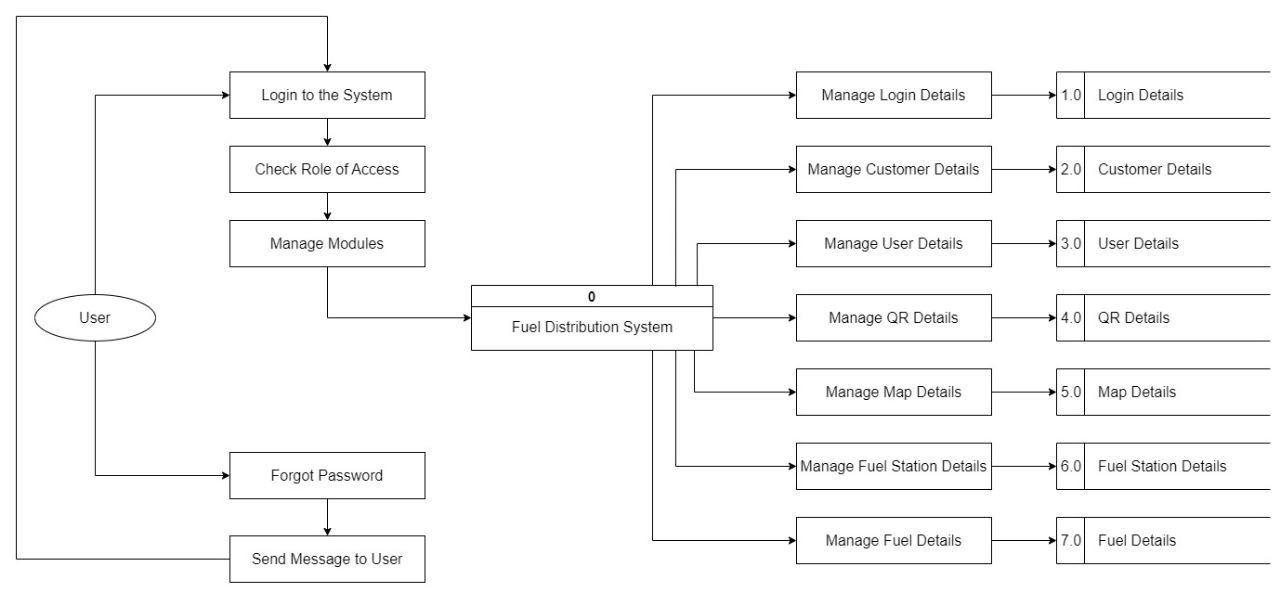 Login to the System
Check Role of Access
Manage Modules
User
Forgot Password
Send Message to User
0
Fuel Distribution System
Manage Login Details
1.0 Login Details
Manage Customer Details
2.0 Customer Details
Manage User Details
3.0 User Details
Manage QR Details
4.0 QR Details
Manage Map Details
5.0 Map Details
Manage Fuel Station Details
6.0 Fuel Station Details
Manage Fuel Details
7.0 Fuel Details